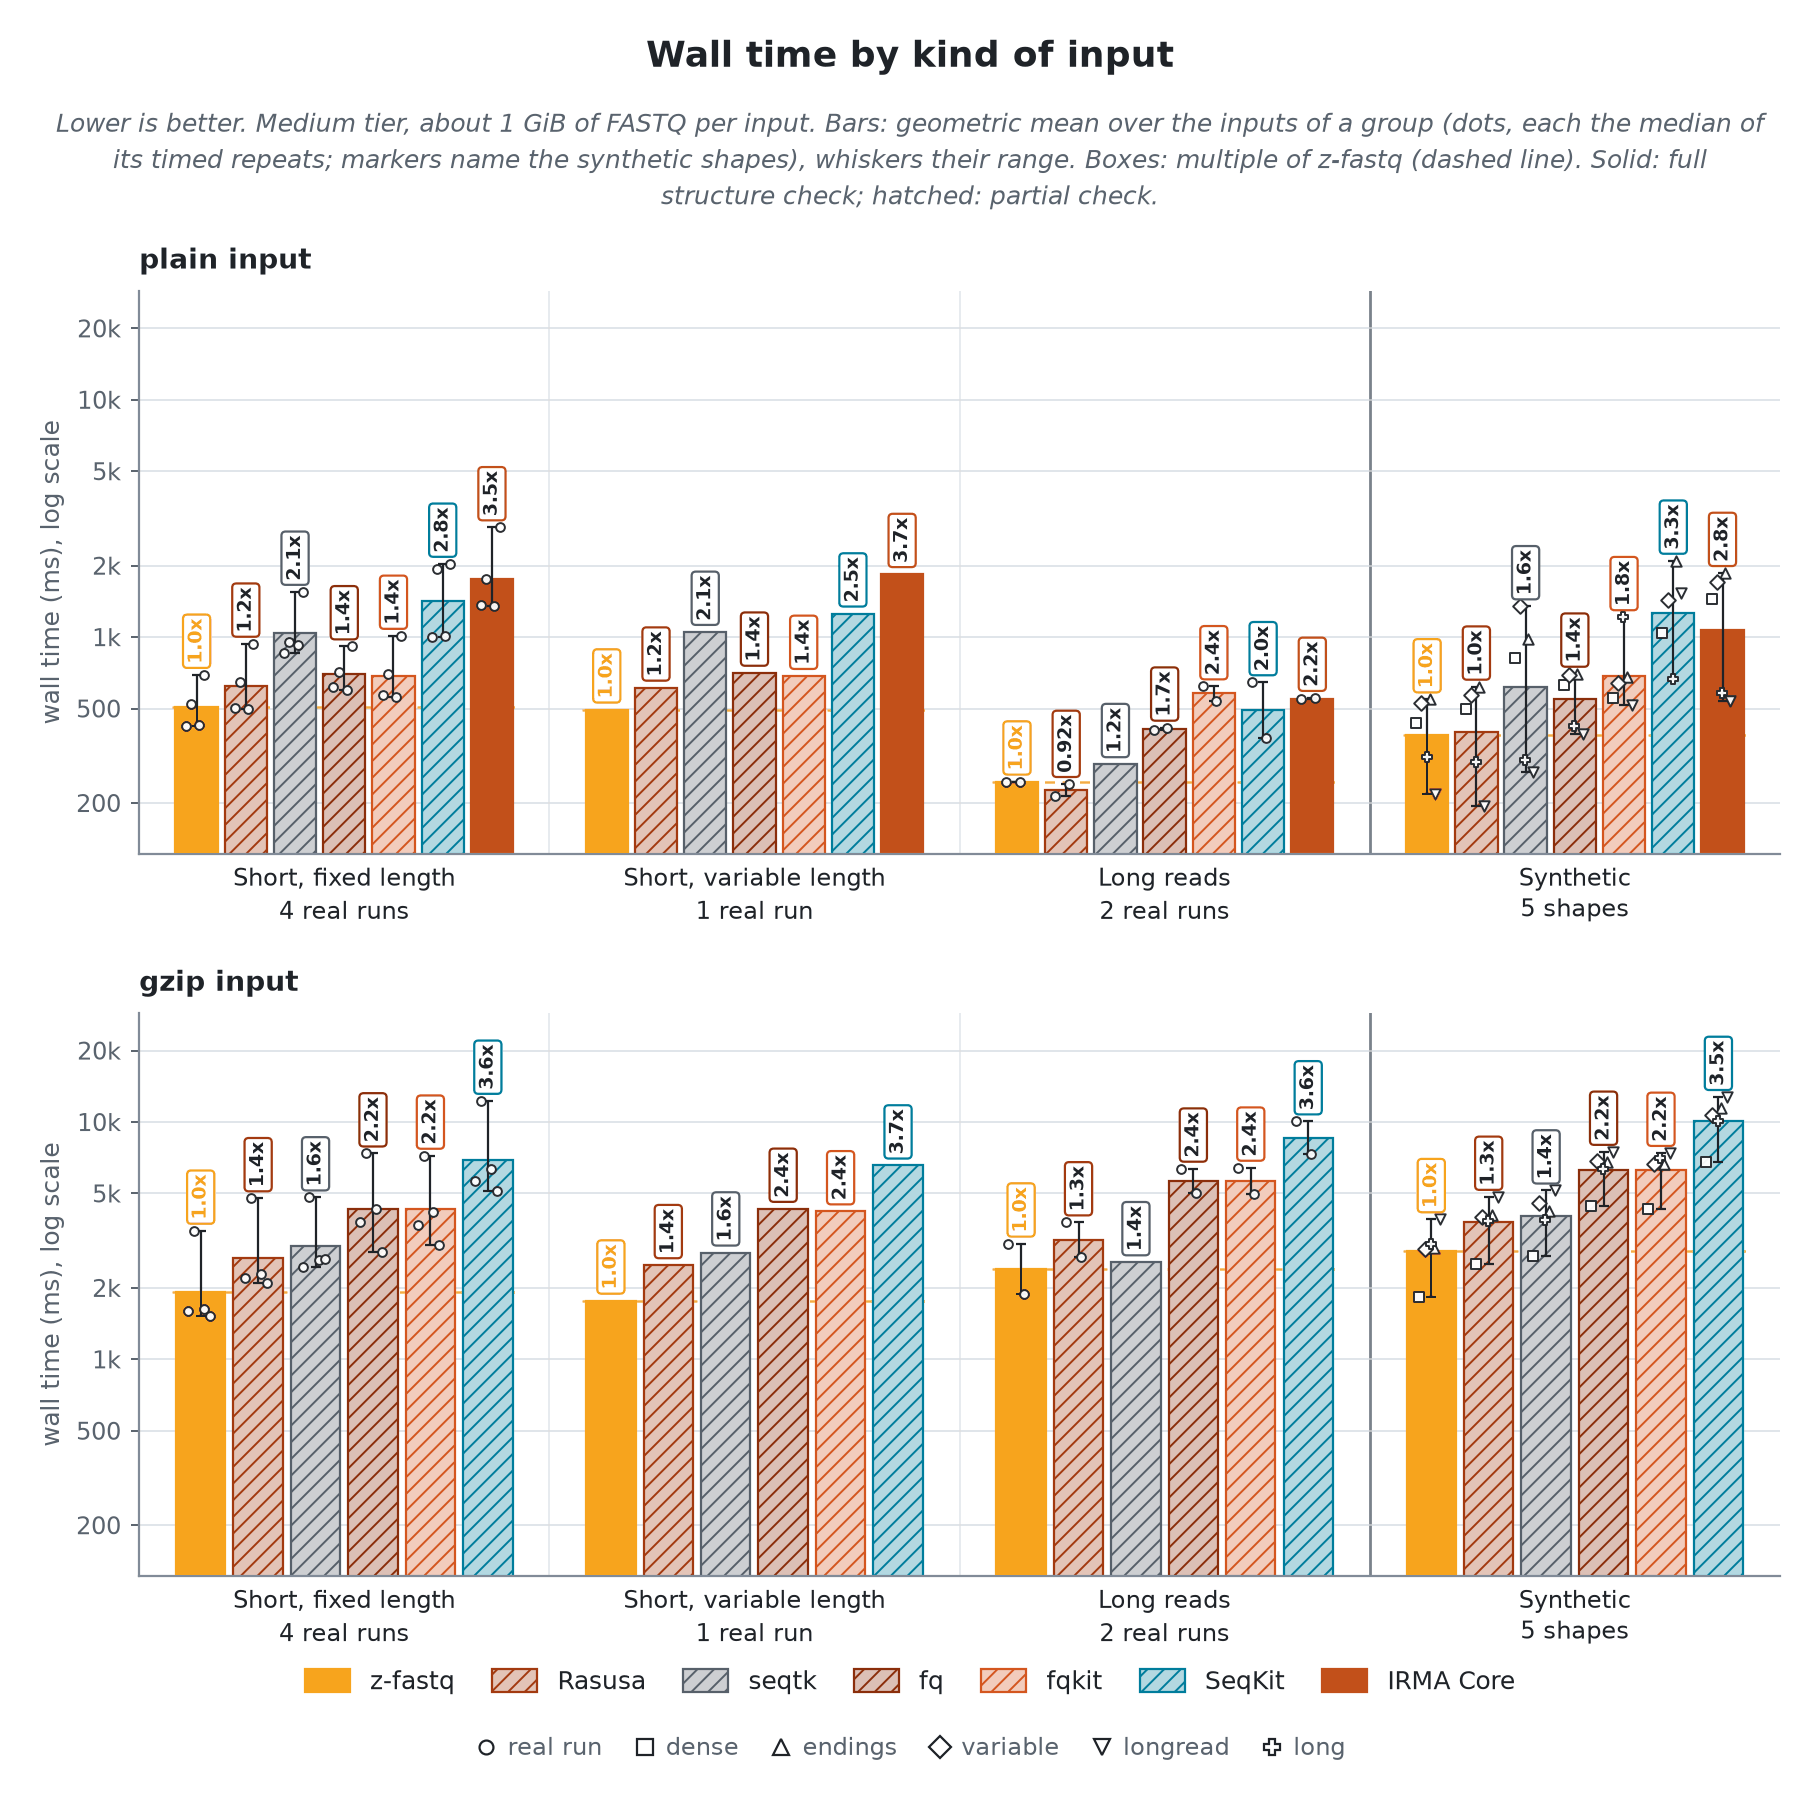 Wall time by kind of input
Lower is better. Medium tier, about 1 GiB of FASTQ per input. Bars: geometric mean over the inputs of a group (dots, each the median of
its timed repeats; markers name the synthetic shapes), whiskers their range. Boxes: multiple of z-fastq (dashed line). Solid: full
structure check; hatched: partial check.
plain input
wall time (ms), log scale
20k
10k
5k
2k
1k
500
200
1.0x
1.2x
2.1x
1.4x
1.4x
2.8x
3.5x
1.0x
1.2x
2.1x
1.4x
1.4x
2.5x
3.7x
1.0x
0.92x
1.2x
1.7x
2.4x
2.0x
2.2x
1.0x
1.0x
1.6x
1.4x
1.8x
3.3x
2.8x
Short, fixed length
4 real runs
Short, variable length
1 real run
Long reads
2 real runs
Synthetic
5 shapes
gzip input
wall time (ms), log scale
20k
10k
5k
2k
1k
500
200
1.0x
1.4x
1.6x
2.2x
2.2x
3.6x
1.0x
1.4x
1.6x
2.4x
2.4x
3.7x
1.0x
1.3x
1.4x
2.4x
2.4x
3.6x
1.0x
1.3x
1.4x
2.2x
2.2x
3.5x
Short, fixed length
4 real runs
Short, variable length
1 real run
Long reads
2 real runs
Synthetic
5 shapes
z-fastq
Rasusa
seqtk
fq
fqkit
SeqKit
IRMA Core
real run
dense
endings
variable
longread
long